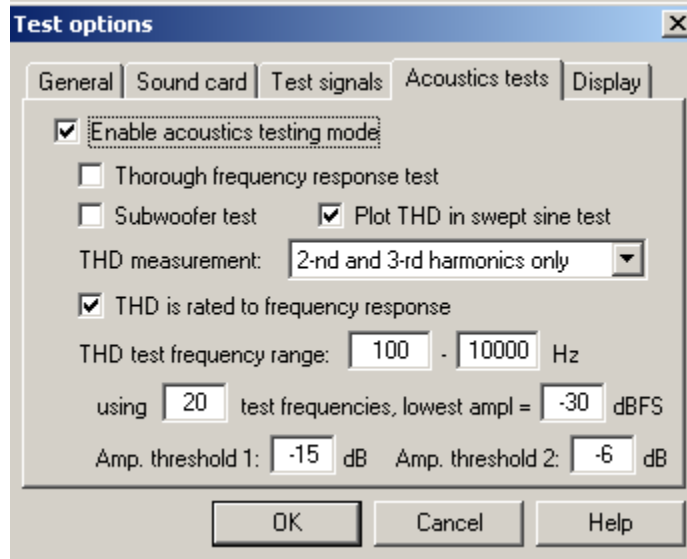 Test options
General Sound card Test signals Acoustics tests Display
Enable acoustics testing mode
Thorough frequency response test
Subwoofer test Plot THD in swept sine test
THD measurement: 2-nd and 3-rd harmonics only
THD is rated to frequency response
THD test frequency range: 100 - 10000 Hz
using 20 test frequencies, lowest ampl = -30 dBFS
Amp. threshold 1: -15 dB Amp. threshold 2: -6 dB
OK Cancel Help